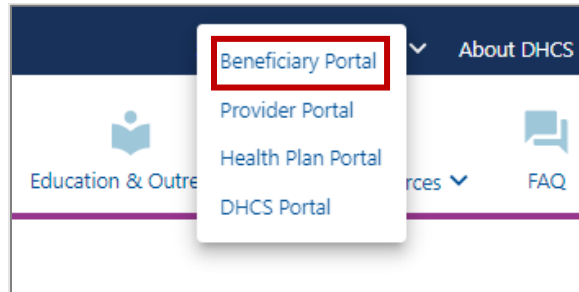 About DHCS
Beneficiary Portal
Provider Portal
Health Plan Portal
DHCS Portal
Education & Outre
rces
FAQ